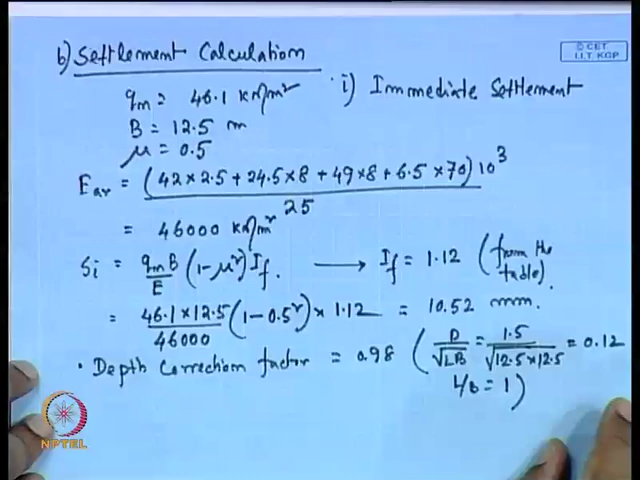 b) Settlement Calculation
© CET
I.I.T. KGP
qm = 46.1 kN/m²
i) Immediate Settlement
B = 12.5 m
μ = 0.5
Eav = (42×2.5 + 24.5×8 + 49×8 + 6.5×70) 10³
25
= 46000 kN/m²
Si = qm B / E (1-μ²) If. → If = 1.12 (from the table).
= 46.1×12.5 / 46000 (1-0.5²) × 1.12 = 10.52 mm.
• Depth Correction factor = 0.98 ( D/√LB = 1.5/√12.5×12.5 = 0.12
L/B = 1 )
NPTEL